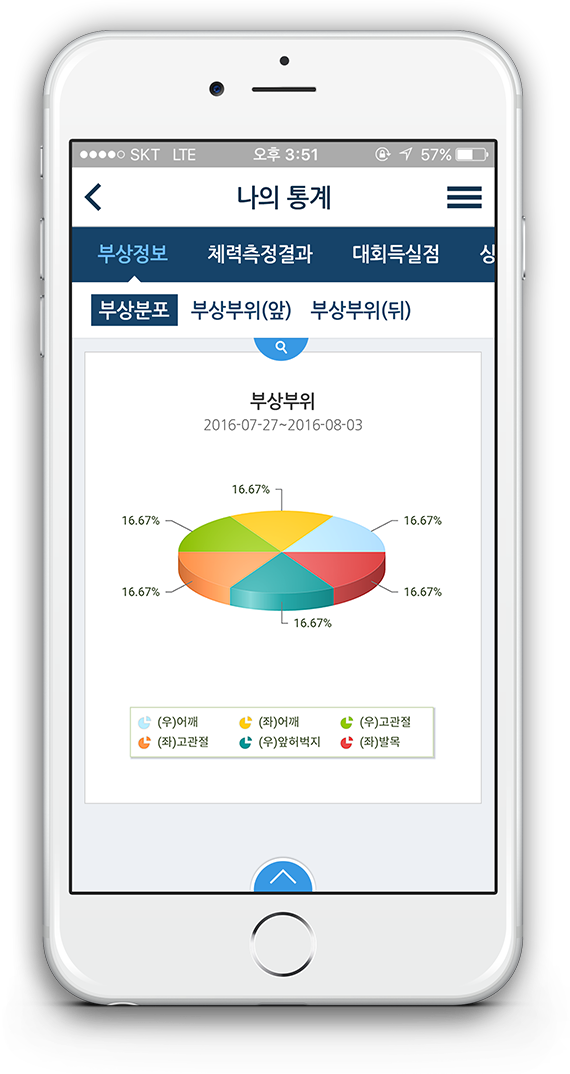 SKT LTE 오후 3:51 57%
나의 통계
부상정보 체력측정결과 대회득실점 상
부상분포 부상부위(앞) 부상부위(뒤)
부상부위
2016-07-27~2016-08-03
16.67%
16.67% 16.67%
16.67% 16.67%
16.67%
(우)어깨 (좌)어깨 (우)고관절
(좌)고관절 (우)앞허벅지 (좌)발목